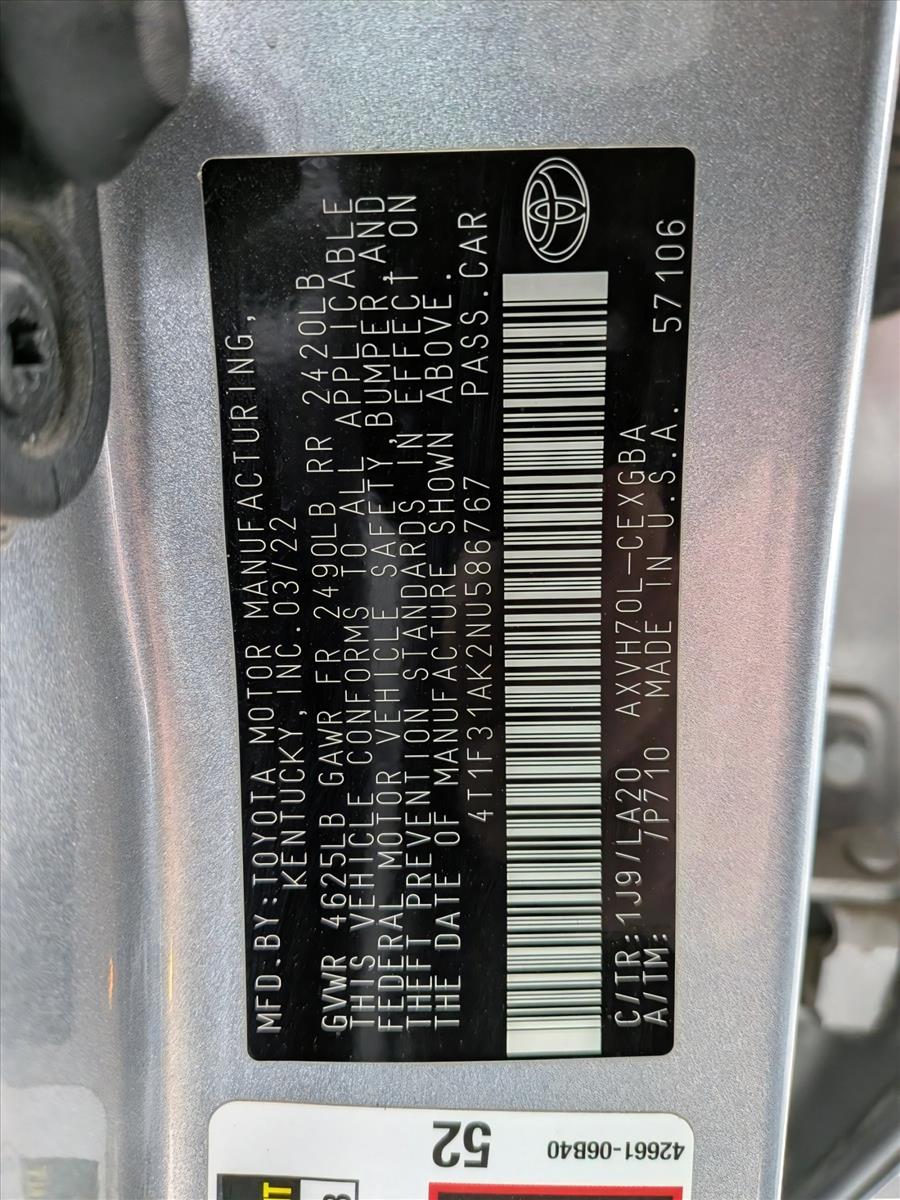 MFD.BY:TOYOTA MOTOR MANUFACTURING,
KENTUCKY,INC.03/22
GVWR 4625LB GAWR FR 2490LB RR 2420LB
THIS VEHICLE CONFORMS TO ALL APPLICABLE
FEDERAL MOTOR VEHICLE SAFETY,BUMPER,AND
THEFT PREVENTION STANDARDS IN EFFECT ON
THE DATE OF MANUFACTURE SHOWN ABOVE.
4T1F31AK2NU586767 PASS.CAR
C/TR:1J9/LA20 AXVH70L-CEXGBA
A/TM: /P710 MADE IN U.S.A. 57106
42661-06B40
52